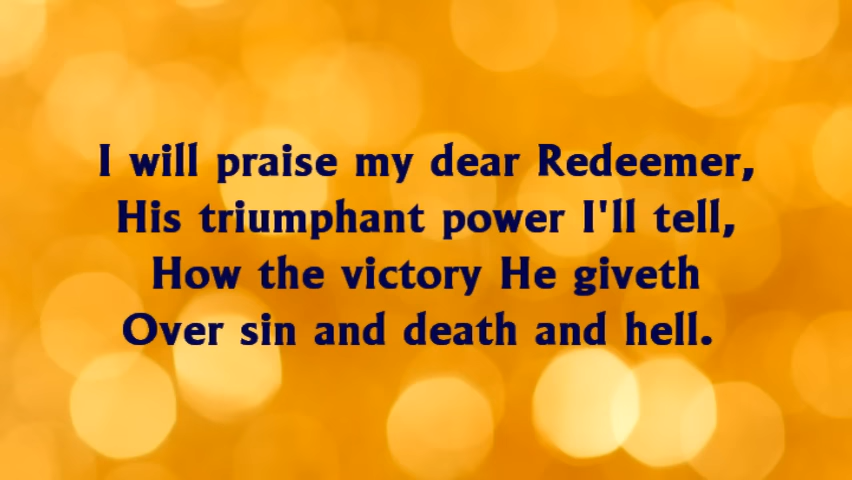 I will praise my dear Redeemer,
His triumphant power I'll tell,
How the victory He giveth
Over sin and death and hell.